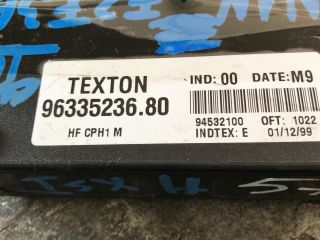 TEXTON IND: 00 DATE: M9
96335236.80
94532100 OFT: 1022
HF CPH1 M INDTEX: E 01/12/99